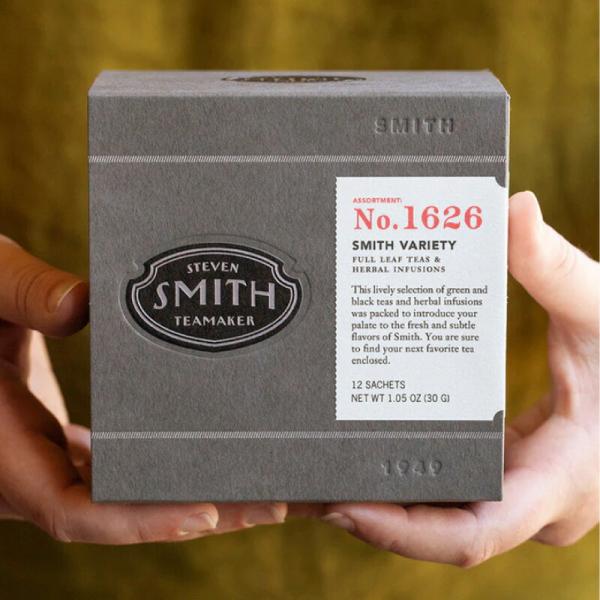 SMITH
STEVEN
SMITH
TEAMAKER
ASSORTMENT:
No. 1626
SMITH VARIETY
FULL LEAF TEAS &
HERBAL INFUSIONS
This lively selection of green and
black teas and herbal infusions
was packed to introduce your
palate to the fresh and subtle
flavors of Smith. You are sure
to find your next favorite tea
enclosed.
12 SACHETS
NET WT 1.05 OZ (30 G)
1949